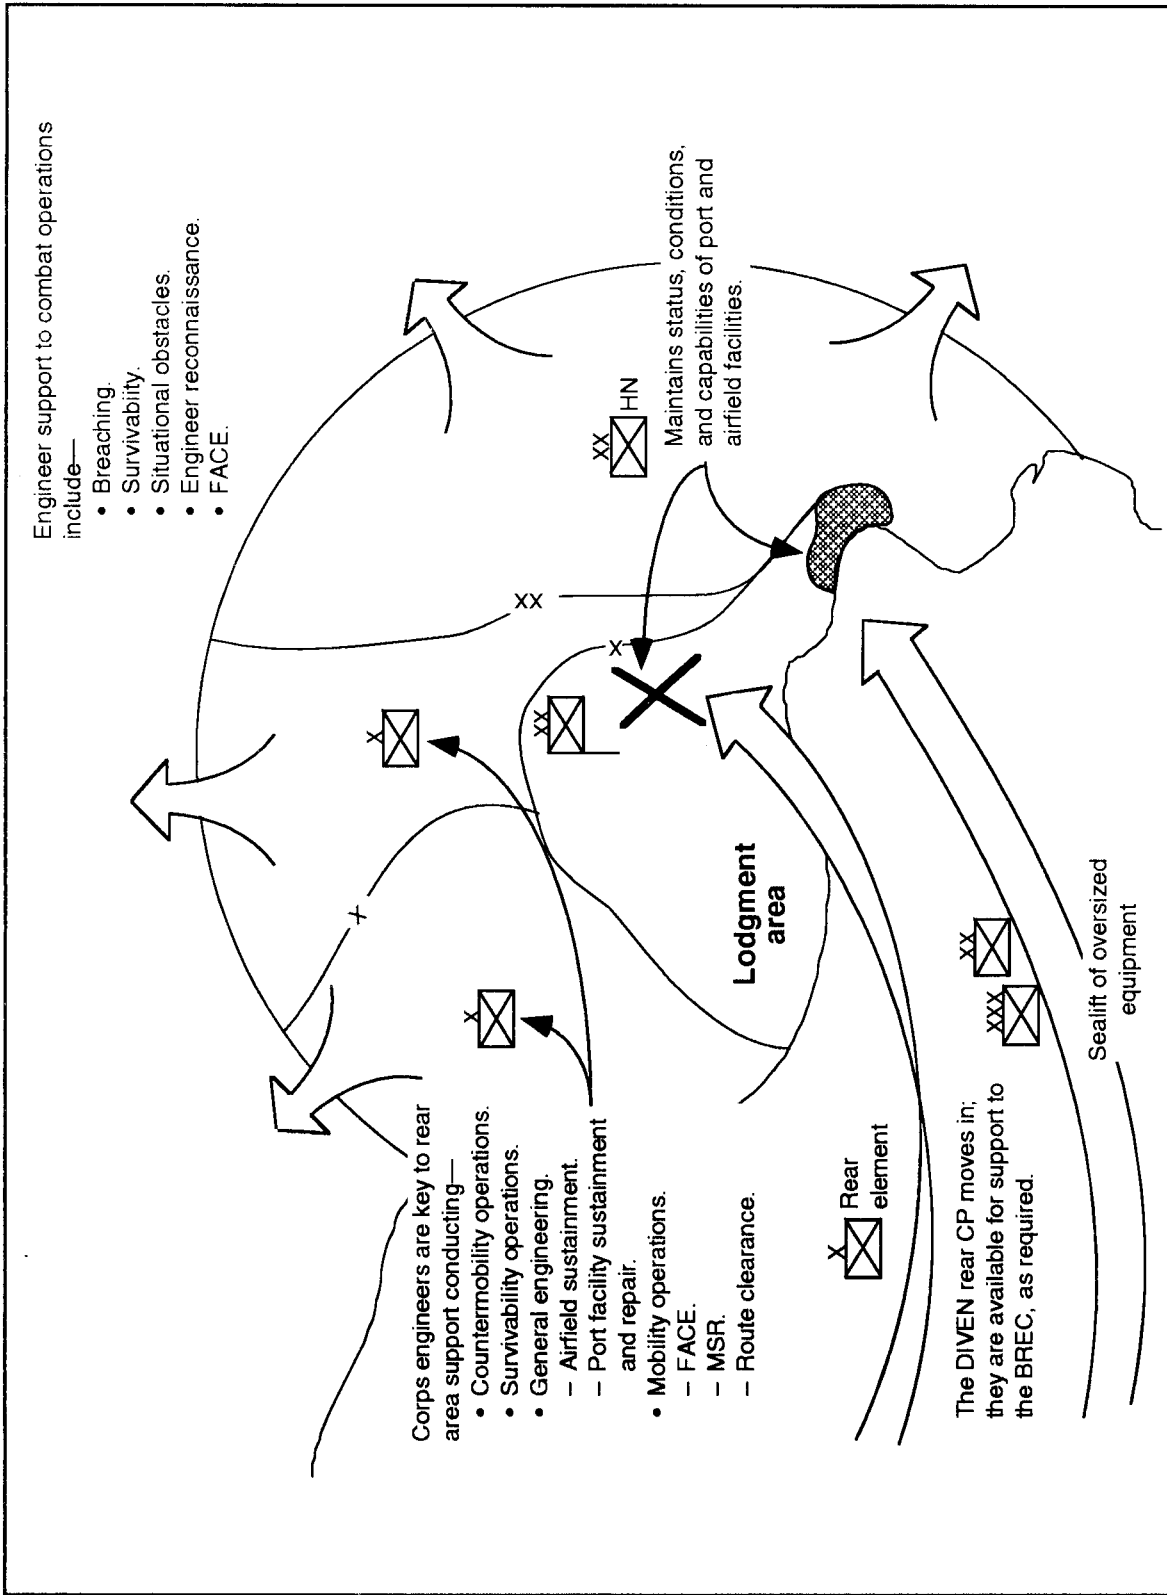 Engineer support to combat operations
include—
• Breaching.
• Survivabiity.
• Situational obstacles.
• Engineer reconnaissance.
• FACE.
Corps engineers are key to rear
area support conducting—
• Countermobility operations.
• Survivability operations.
• General engineering.
– Airfield sustainment.
– Port facility sustainment
and repair.
• Mobility operations.
– FACE.
– MSR.
– Route clearance.
X
X
X
XX
X
XX
XX
HN
Maintains status, conditions,
and capabilities of port and
airfield facilities.
Lodgment
area
X
Rear
element
The DIVEN rear CP moves in;
they are available for support to
the BREC, as required.
XXX
XX
Sealift of oversized
equipment